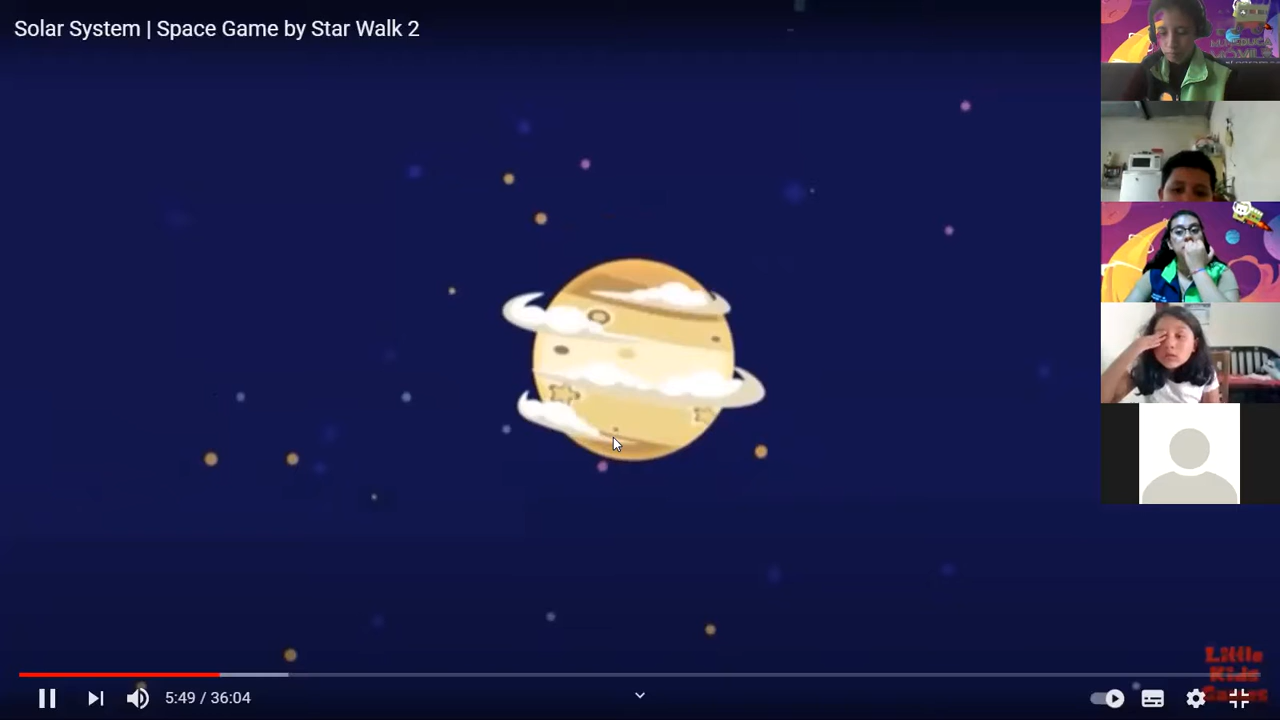 Solar System | Space Game by Star Walk 2
Little
Kids
Games
5:49 / 36:04